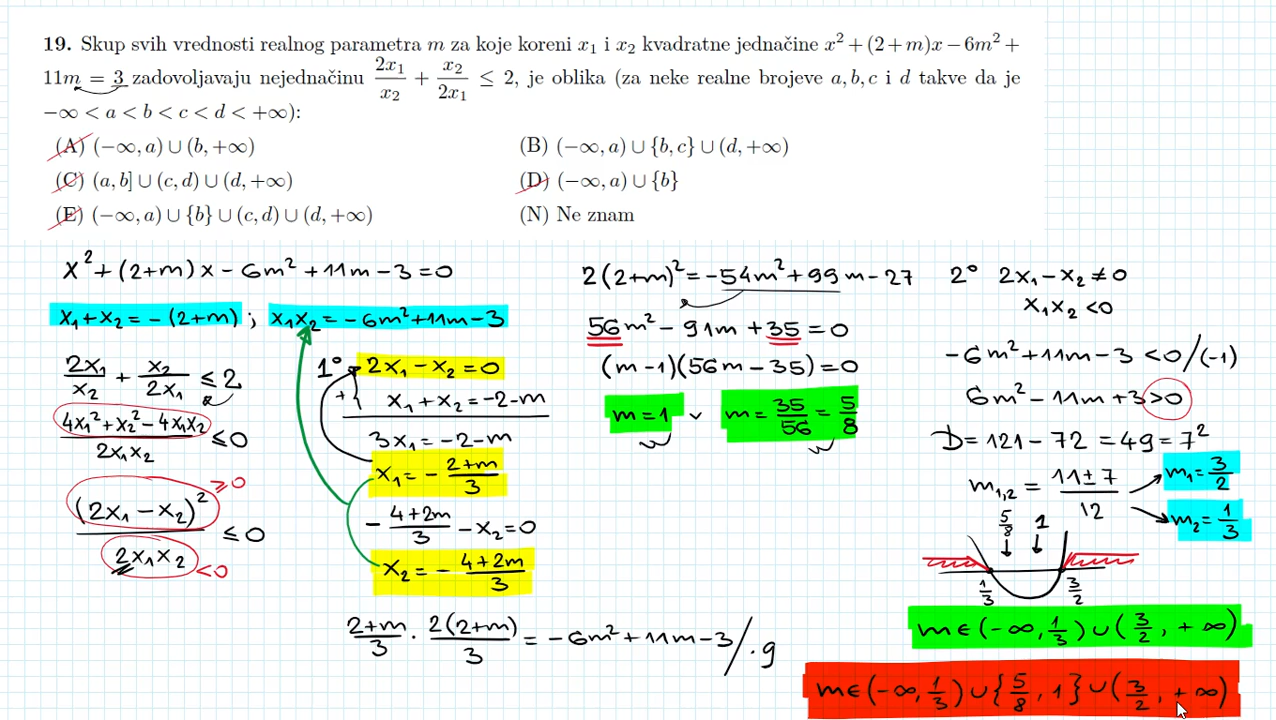 19. Skup svih vrednosti realnog parametra m za koje koreni x₁ i x₂ kvadratne jednačine x² + (2+m)x − 6m² +
11m = 3 zadovoljavaju nejednačinu 2x₁/x₂ + x₂/2x₁ ≤ 2, je oblika (za neke realne brojeve a, b, c i d takve da je
−∞ < a < b < c < d < +∞):
(A) (−∞, a) ∪ (b, +∞)
(B) (−∞, a) ∪ {b, c} ∪ (d, +∞)
(C) (a, b] ∪ (c, d) ∪ (d, +∞)
(D) (−∞, a) ∪ {b}
(E) (−∞, a) ∪ {b} ∪ (c, d) ∪ (d, +∞)
(N) Ne znam
x² + (2+m)x − 6m² + 11m − 3 = 0
x₁ + x₂ = −(2+m) ; x₁x₂ = −6m² + 11m − 3
2x₁/x₂ + x₂/2x₁ ≤ 2
(4x₁² + x₂² − 4x₁x₂)/2x₁x₂ ≤ 0
(2x₁ − x₂)²/2x₁x₂ ≤ 0
≥0
<0
1° 2x₁ − x₂ = 0
+ { x₁ + x₂ = −2 − m
3x₁ = −2 − m
x₁ = −(2+m)/3
−(4+2m)/3 − x₂ = 0
x₂ = −(4+2m)/3
(2+m)/3 · 2(2+m)/3 = −6m² + 11m − 3 / ·9
2(2+m)² = −54m² + 99m − 27
56m² − 91m + 35 = 0
(m−1)(56m − 35) = 0
m = 1 ∨ m = 35/56 = 5/8
2° 2x₁ − x₂ ≠ 0
x₁x₂ < 0
−6m² + 11m − 3 < 0 /(−1)
6m² − 11m + 3 > 0
D = 121 − 72 = 49 = 7²
m₁,₂ = (11 ± 7)/12
m₁ = 3/2
m₂ = 1/3
5/8 1
1/3 3/2
m ∈ (−∞, 1/3) ∪ (3/2, +∞)
m ∈ (−∞, 1/3) ∪ {5/8, 1} ∪ (3/2, +∞)